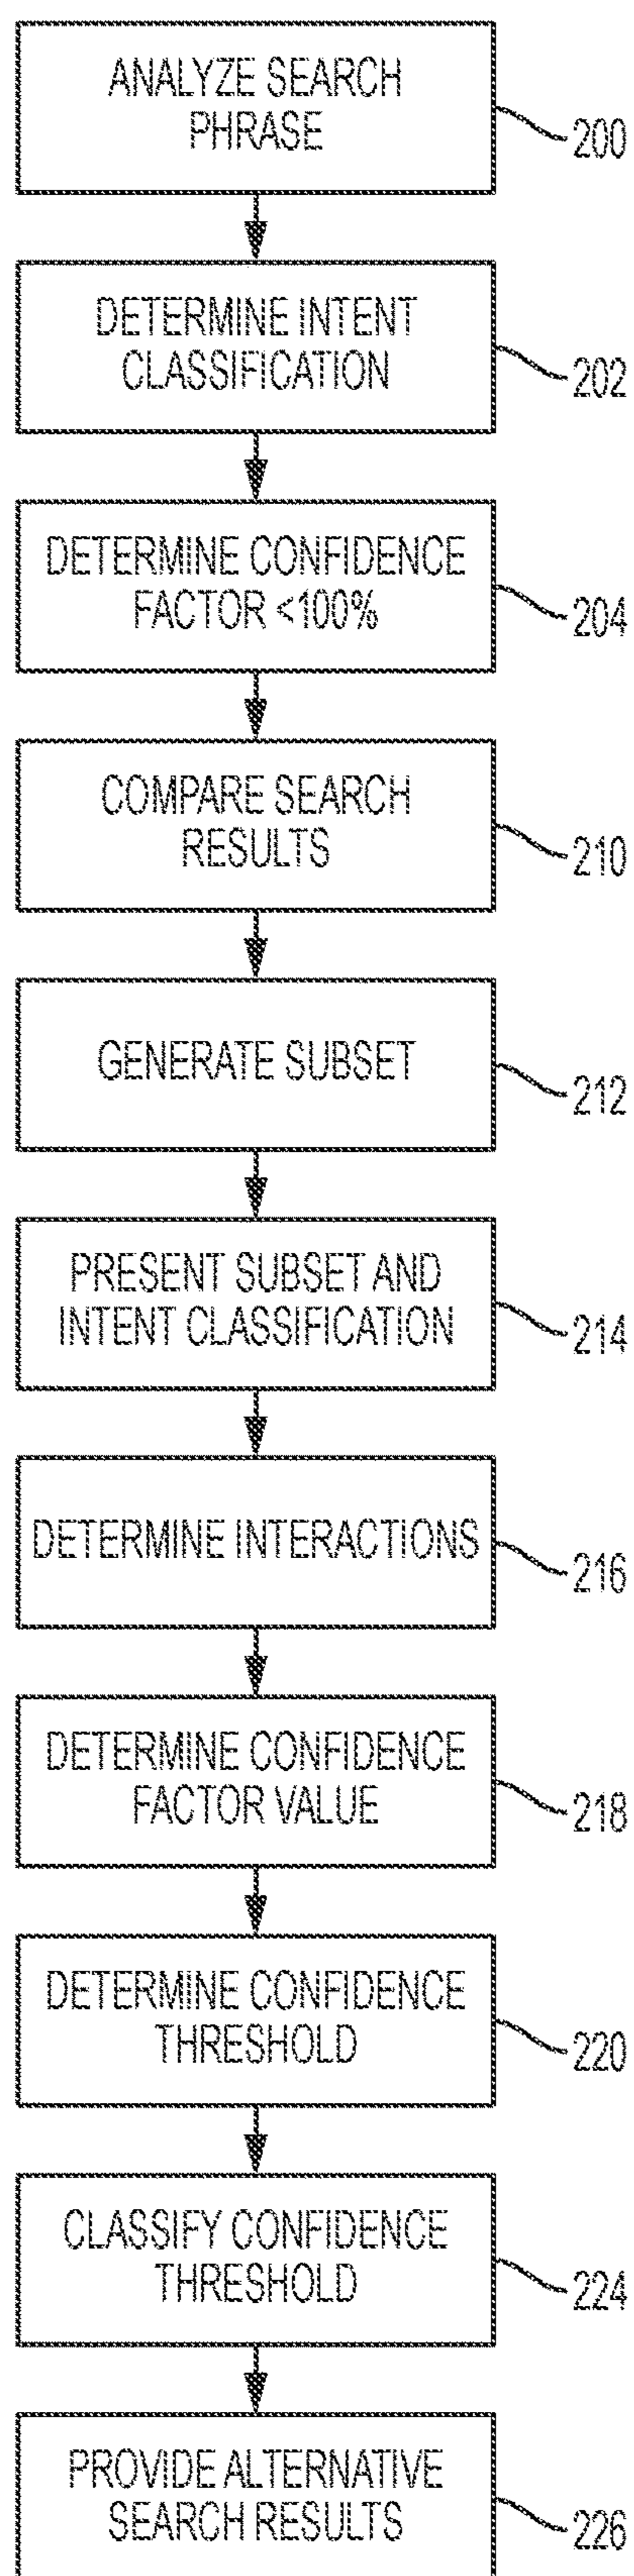 ANALYZE SEARCH
PHRASE
200
DETERMINE INTENT
CLASSIFICATION
202
DETERMINE CONFIDENCE
FACTOR <100%
204
COMPARE SEARCH
RESULTS
210
GENERATE SUBSET
212
PRESENT SUBSET AND
INTENT CLASSIFICATION
214
DETERMINE INTERACTIONS
216
DETERMINE CONFIDENCE
FACTOR VALUE
218
DETERMINE CONFIDENCE
THRESHOLD
220
CLASSIFY CONFIDENCE
THRESHOLD
224
PROVIDE ALTERNATIVE
SEARCH RESULTS
226